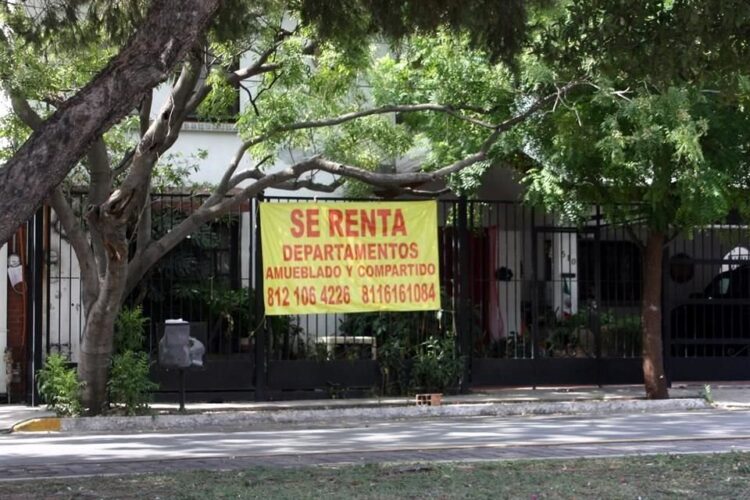 SE RENTA
DEPARTAMENTOS
AMUEBLADO Y COMPARTIDO
812 106 4226 8116161084